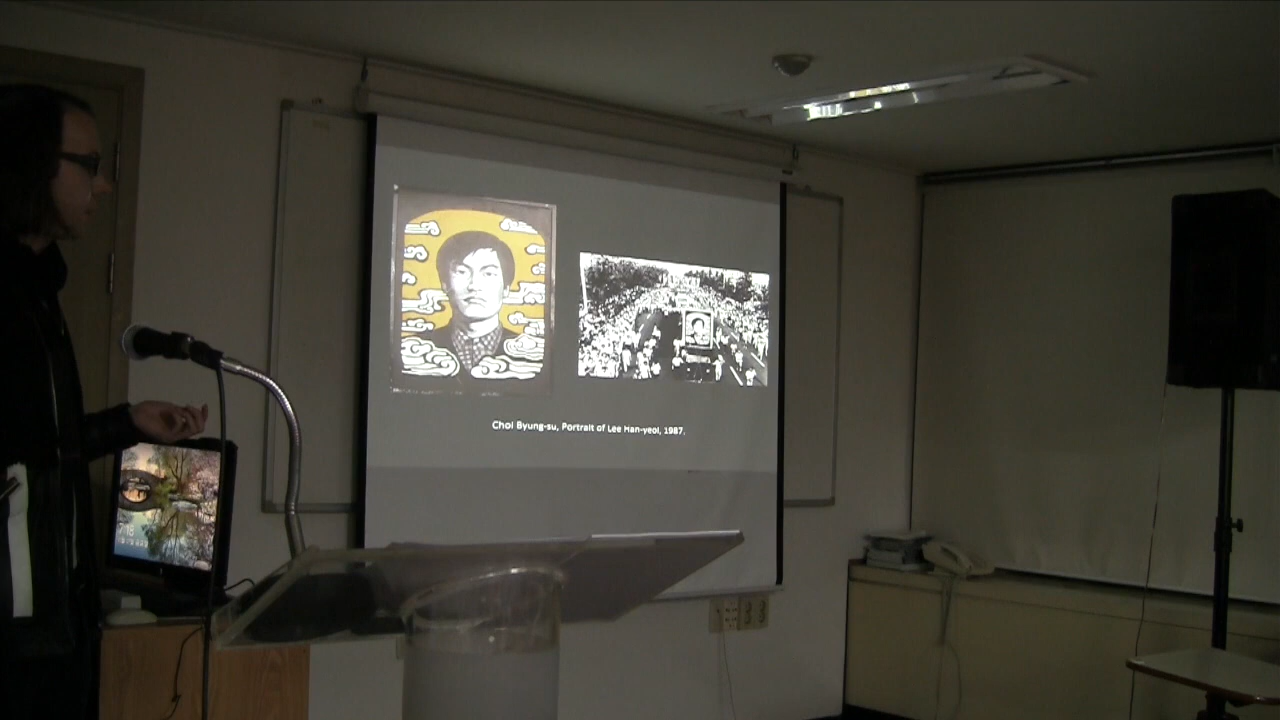 Choi Byung-su, Portrait of Lee Han-yeol, 1987.